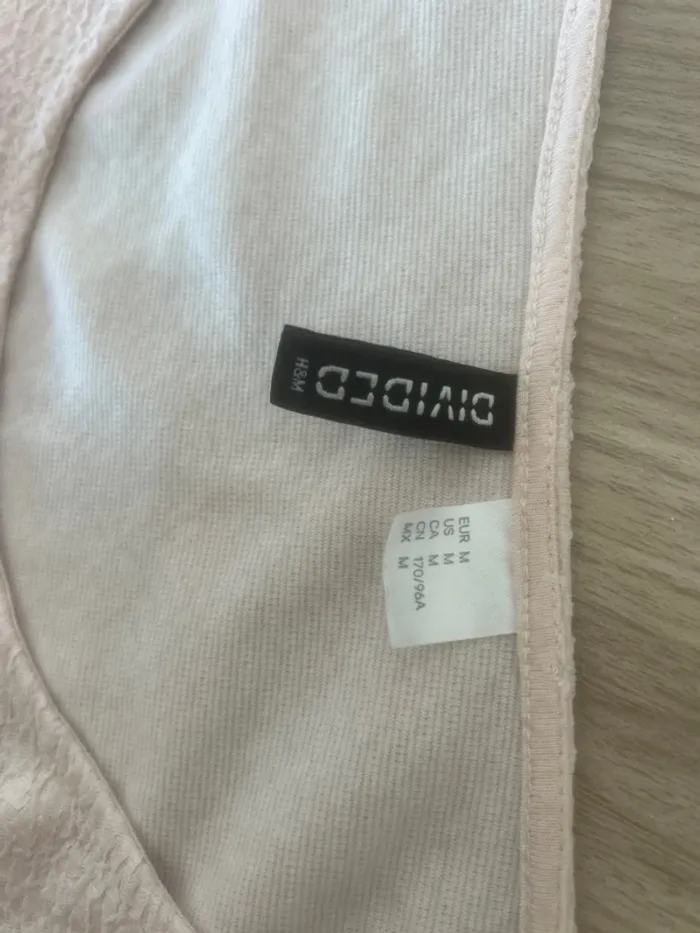 DIVIDED
H&M
EUR M
US M
CA M
CN 170/96A
MX M